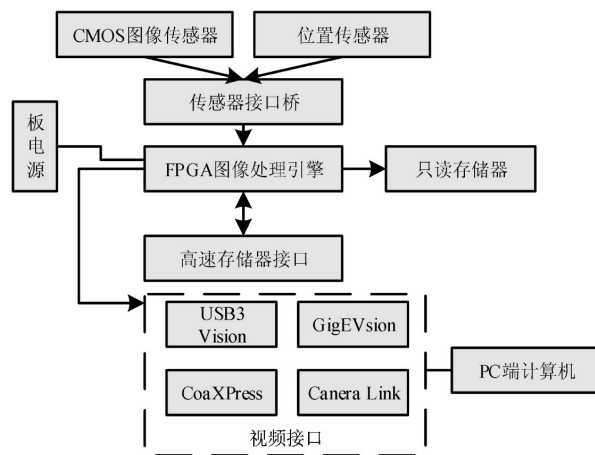 CMOS图像传感器
位置传感器
传感器接口桥
板
电
源
FPGA图像处理引擎
只读存储器
高速存储器接口
USB3
Vision
GigEVsion
CoaXPress
Canera Link
PC端计算机
视频接口